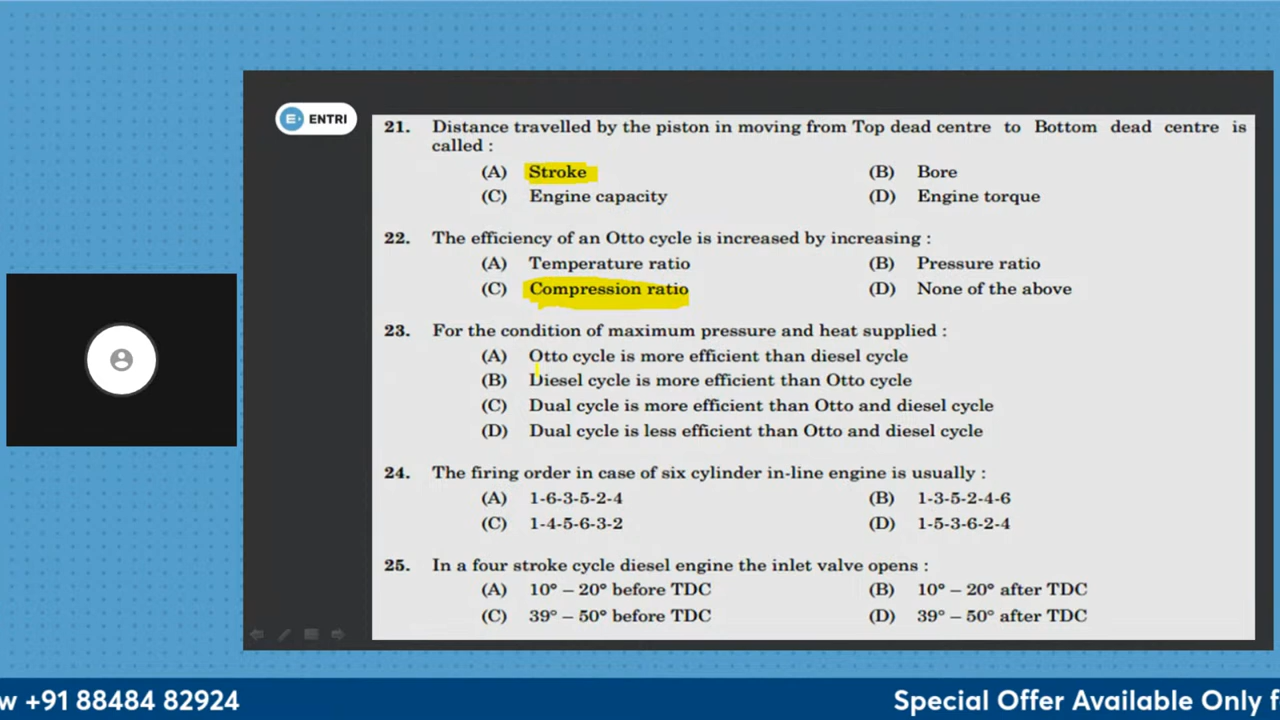 E ENTRI
21. Distance travelled by the piston in moving from Top dead centre to Bottom dead centre is
called :
(A) Stroke (B) Bore
(C) Engine capacity (D) Engine torque
22. The efficiency of an Otto cycle is increased by increasing :
(A) Temperature ratio (B) Pressure ratio
(C) Compression ratio (D) None of the above
23. For the condition of maximum pressure and heat supplied :
(A) Otto cycle is more efficient than diesel cycle
(B) Diesel cycle is more efficient than Otto cycle
(C) Dual cycle is more efficient than Otto and diesel cycle
(D) Dual cycle is less efficient than Otto and diesel cycle
24. The firing order in case of six cylinder in-line engine is usually :
(A) 1-6-3-5-2-4 (B) 1-3-5-2-4-6
(C) 1-4-5-6-3-2 (D) 1-5-3-6-2-4
25. In a four stroke cycle diesel engine the inlet valve opens :
(A) 10° – 20° before TDC (B) 10° – 20° after TDC
(C) 39° – 50° before TDC (D) 39° – 50° after TDC
w +91 88484 82924 Special Offer Available Only f